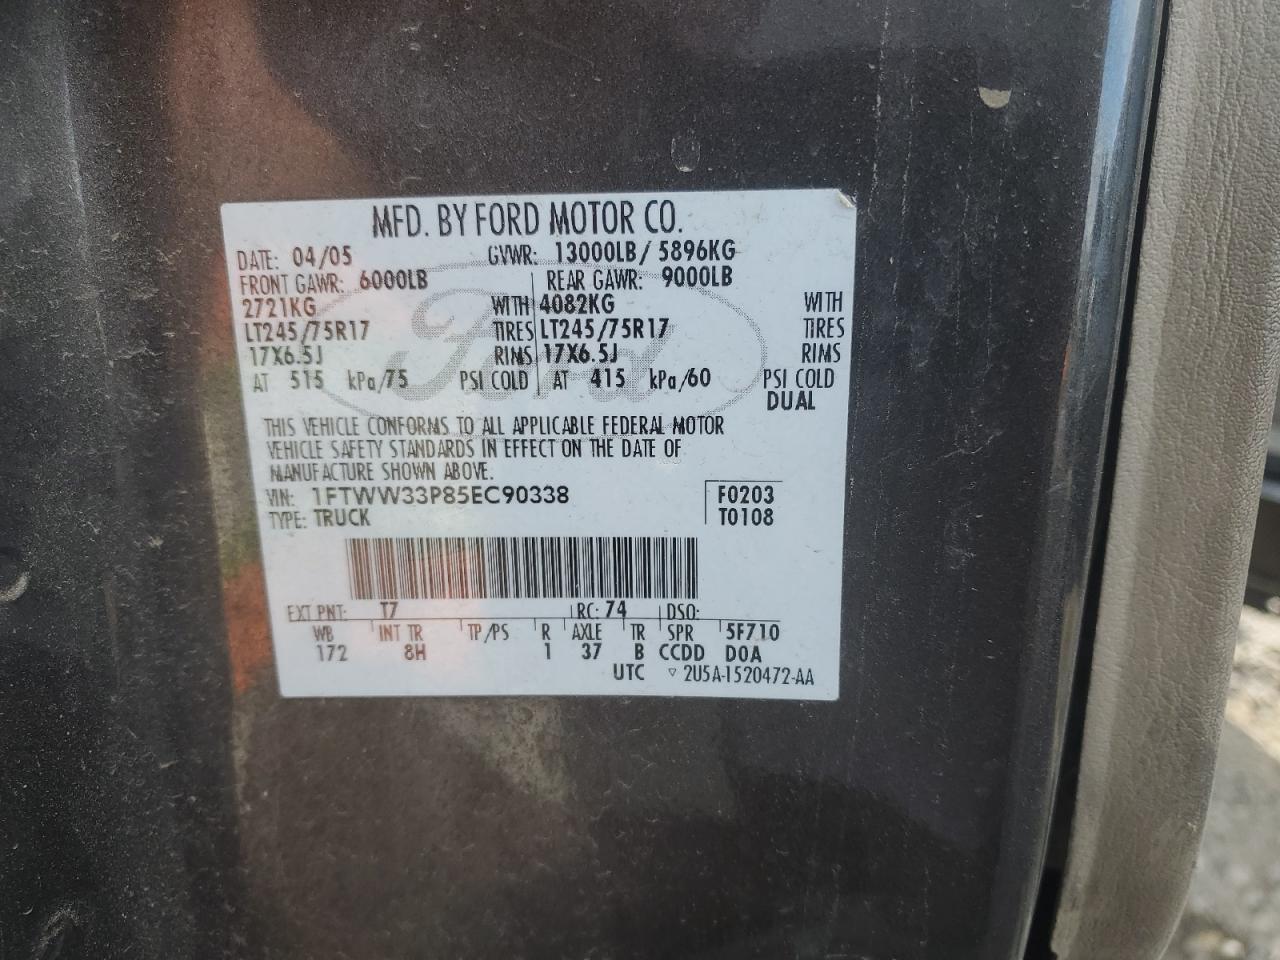 MFD. BY FORD MOTOR CO.
DATE: 04/05 GVWR: 13000LB/ 5896KG
FRONT GAWR: 6000LB REAR GAWR: 9000LB
2721KG WITH 4082KG WITH
LT245/75R17 TIRES LT245/75R17 TIRES
17X6.5J RIMS 17X6.5J RIMS
AT 515 kPa/75 PSI COLD AT 415 kPa/60 PSI COLD
DUAL
Ford
THIS VEHICLE CONFORMS TO ALL APPLICABLE FEDERAL MOTOR
VEHICLE SAFETY STANDARDS IN EFFECT ON THE DATE OF
MANUFACTURE SHOWN ABOVE.
VIN: 1FTWW33P85EC90338 F0203
TYPE: TRUCK T0108
EXT PNT: T7 RC: 74 DSO:
WB INT TR TP/PS R AXLE TR SPR 5F710
172 8H 1 37 B CCDD DOA
UTC ▽ 2U5A-1520472-AA